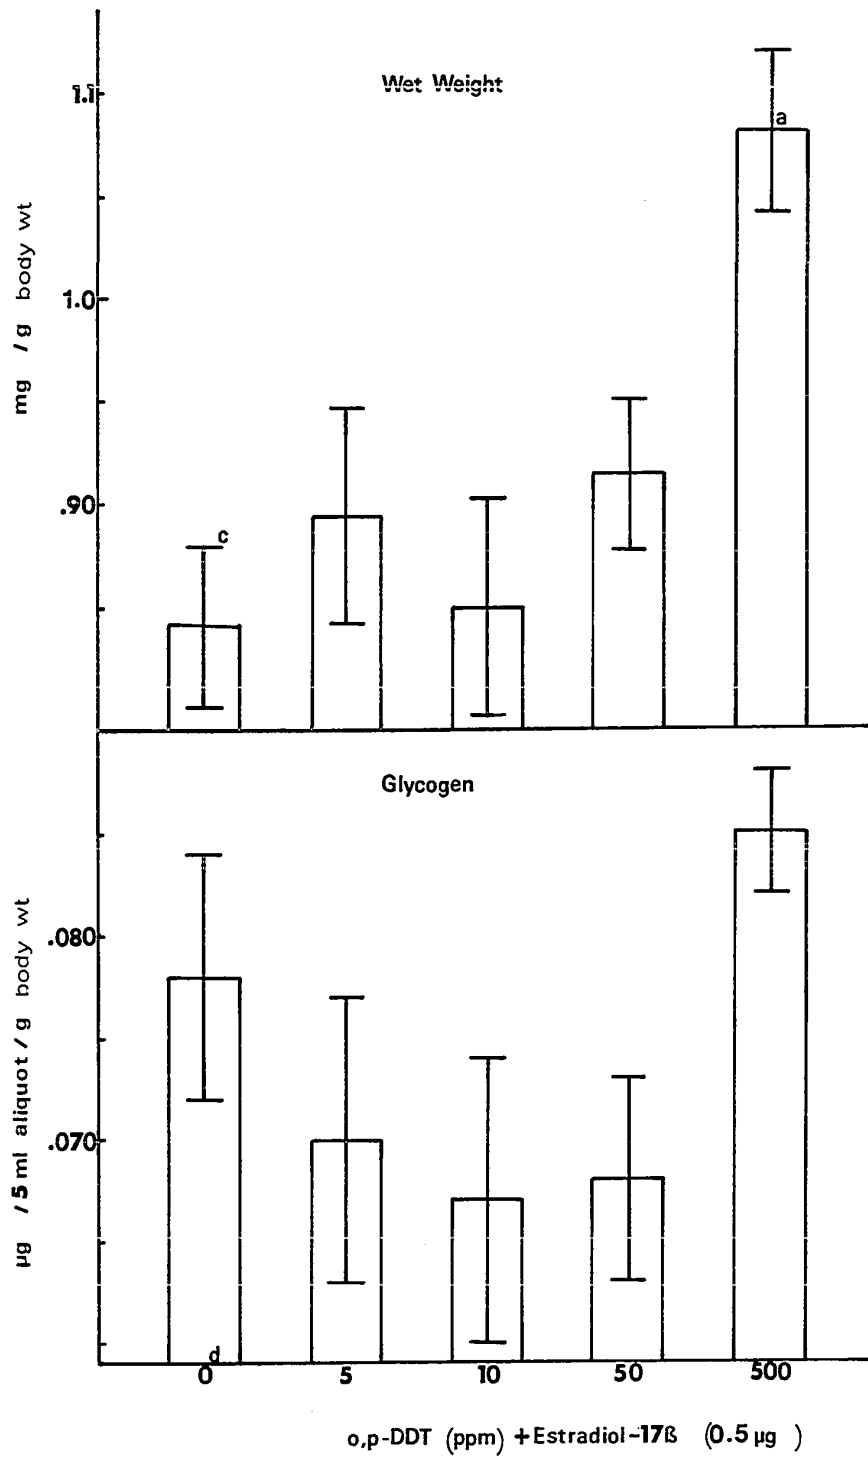 Wet Weight
1.1
1.0
.90
mg /g body wt
c
a
Glycogen
.080
.070
µg /5 ml aliquot/g body wt
d
0 5 10 50 500
o,p-DDT (ppm) +Estradiol-17ß (0.5 µg )